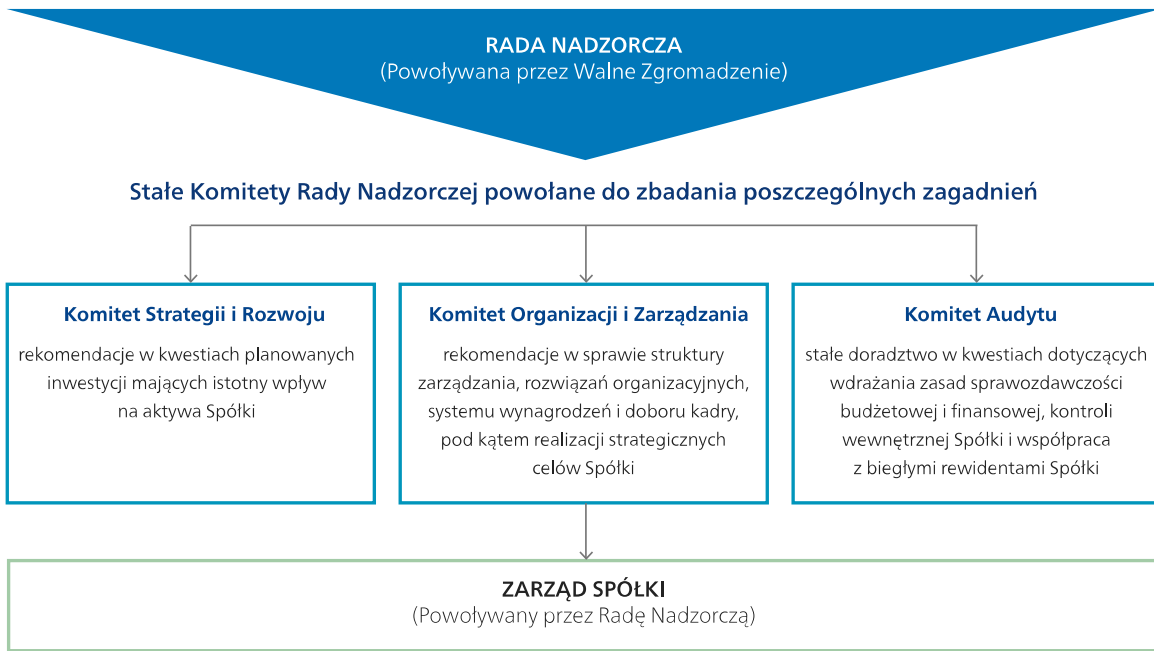 RADA NADZORCZA
(Powoływana przez Walne Zgromadzenie)
Stałe Komitety Rady Nadzorczej powołane do zbadania poszczególnych zagadnień
Komitet Strategii i Rozwoju
rekomendacje w kwestiach planowanych
inwestycji mających istotny wpływ
na aktywa Spółki
Komitet Organizacji i Zarządzania
rekomendacje w sprawie struktury
zarządzania, rozwiązań organizacyjnych,
systemu wynagrodzeń i doboru kadry,
pod kątem realizacji strategicznych
celów Spółki
Komitet Audytu
stałe doradztwo w kwestiach dotyczących
wdrażania zasad sprawozdawczości
budżetowej i finansowej, kontroli
wewnętrznej Spółki i współpraca
z biegłymi rewidentami Spółki
ZARZĄD SPÓŁKI
(Powoływany przez Radę Nadzorczą)